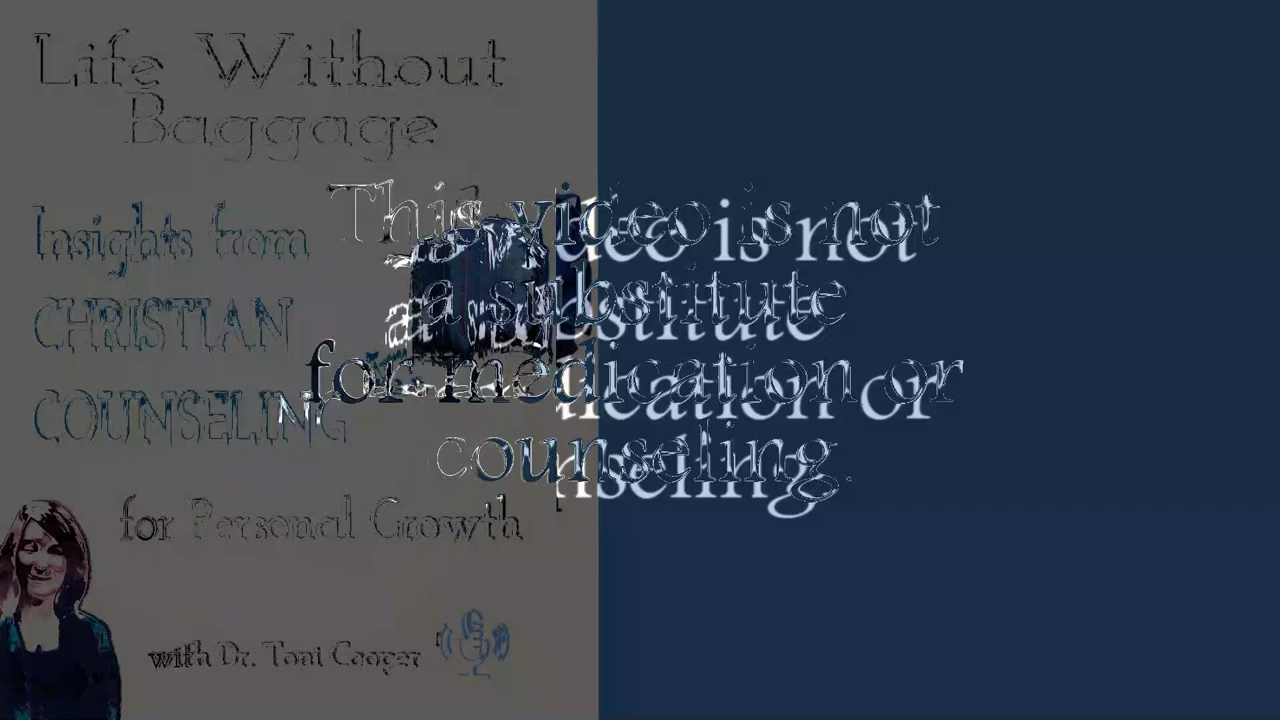 Life Without
Baggage
Insights from
CHRISTIAN
COUNSELING
for Personal Growth
with Dr. Toni Cooper
This video is not
a substitute
for medication or
counseling.